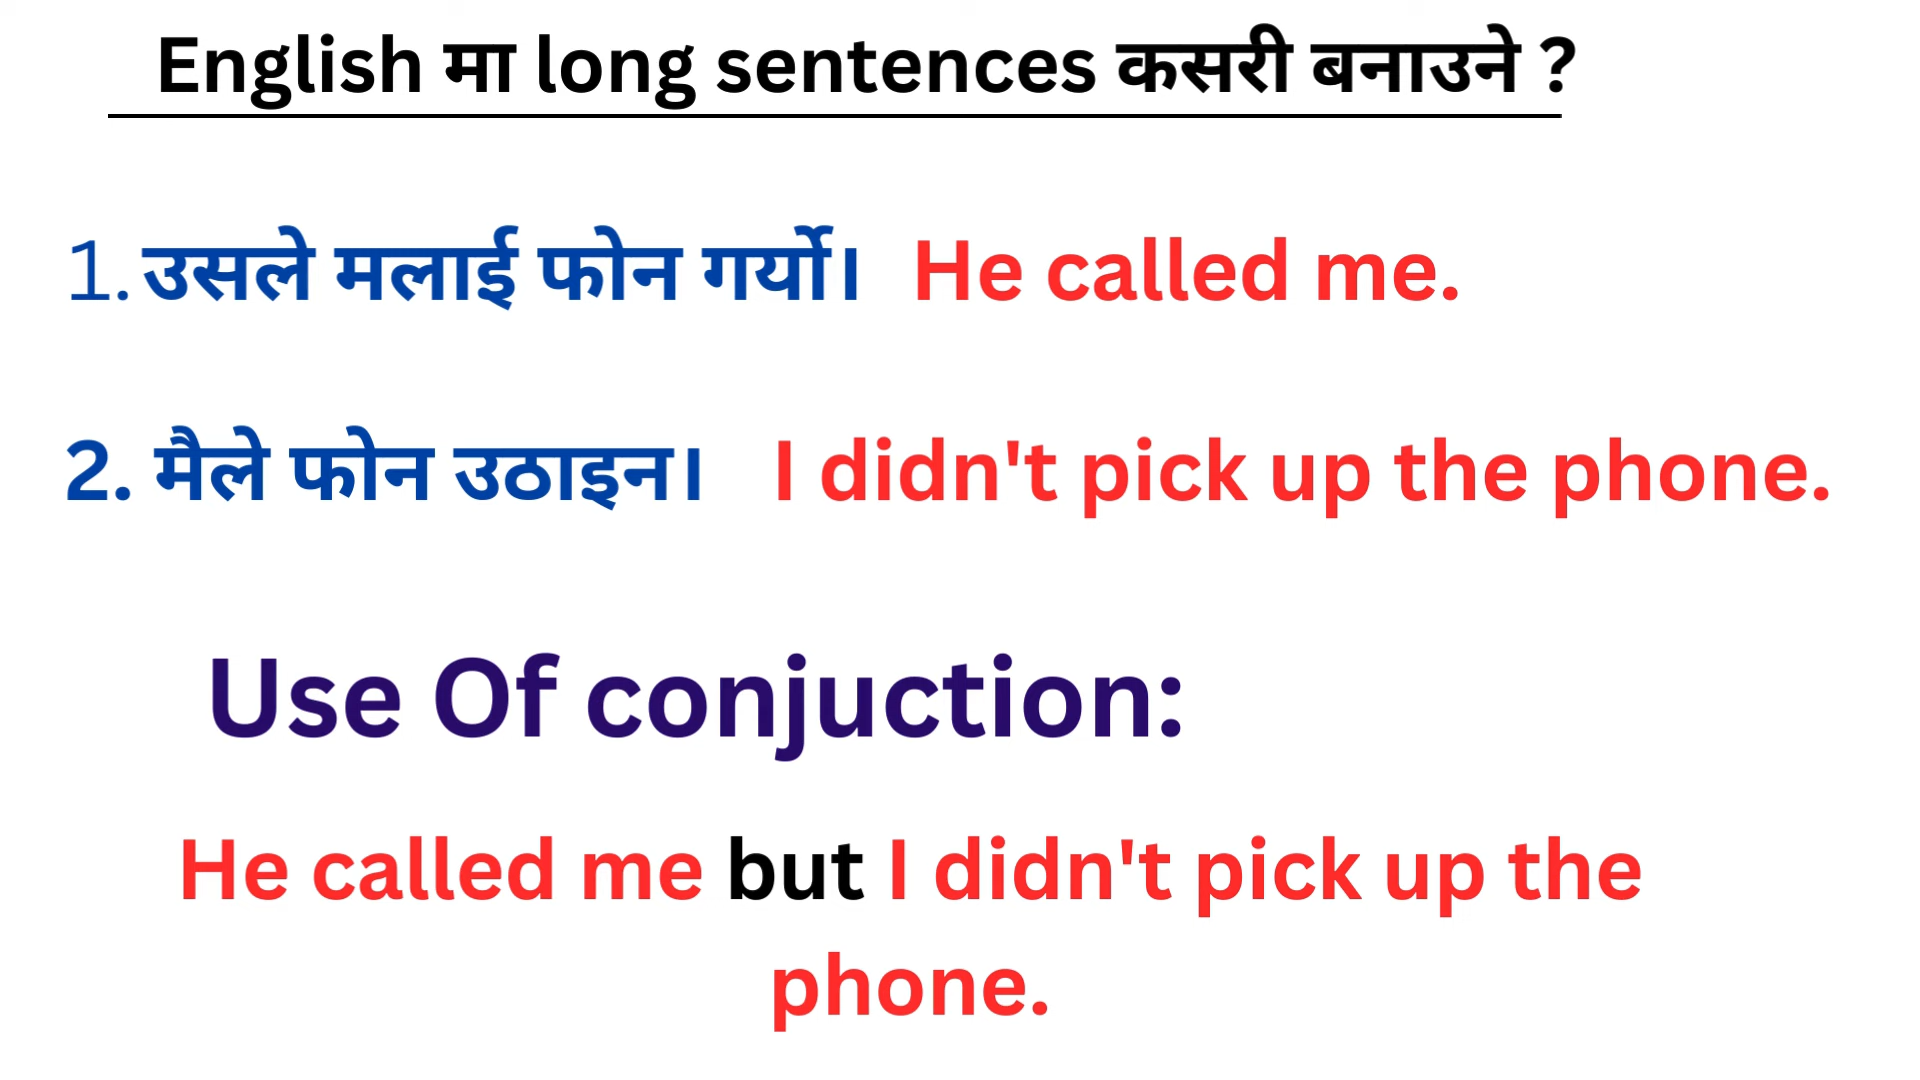 English मा long sentences कसरी बनाउने ?
1. उसले मलाई फोन गर्यो। He called me.
2. मैले फोन उठाइन। I didn't pick up the phone.
Use Of conjuction:
He called me but I didn't pick up the
phone.